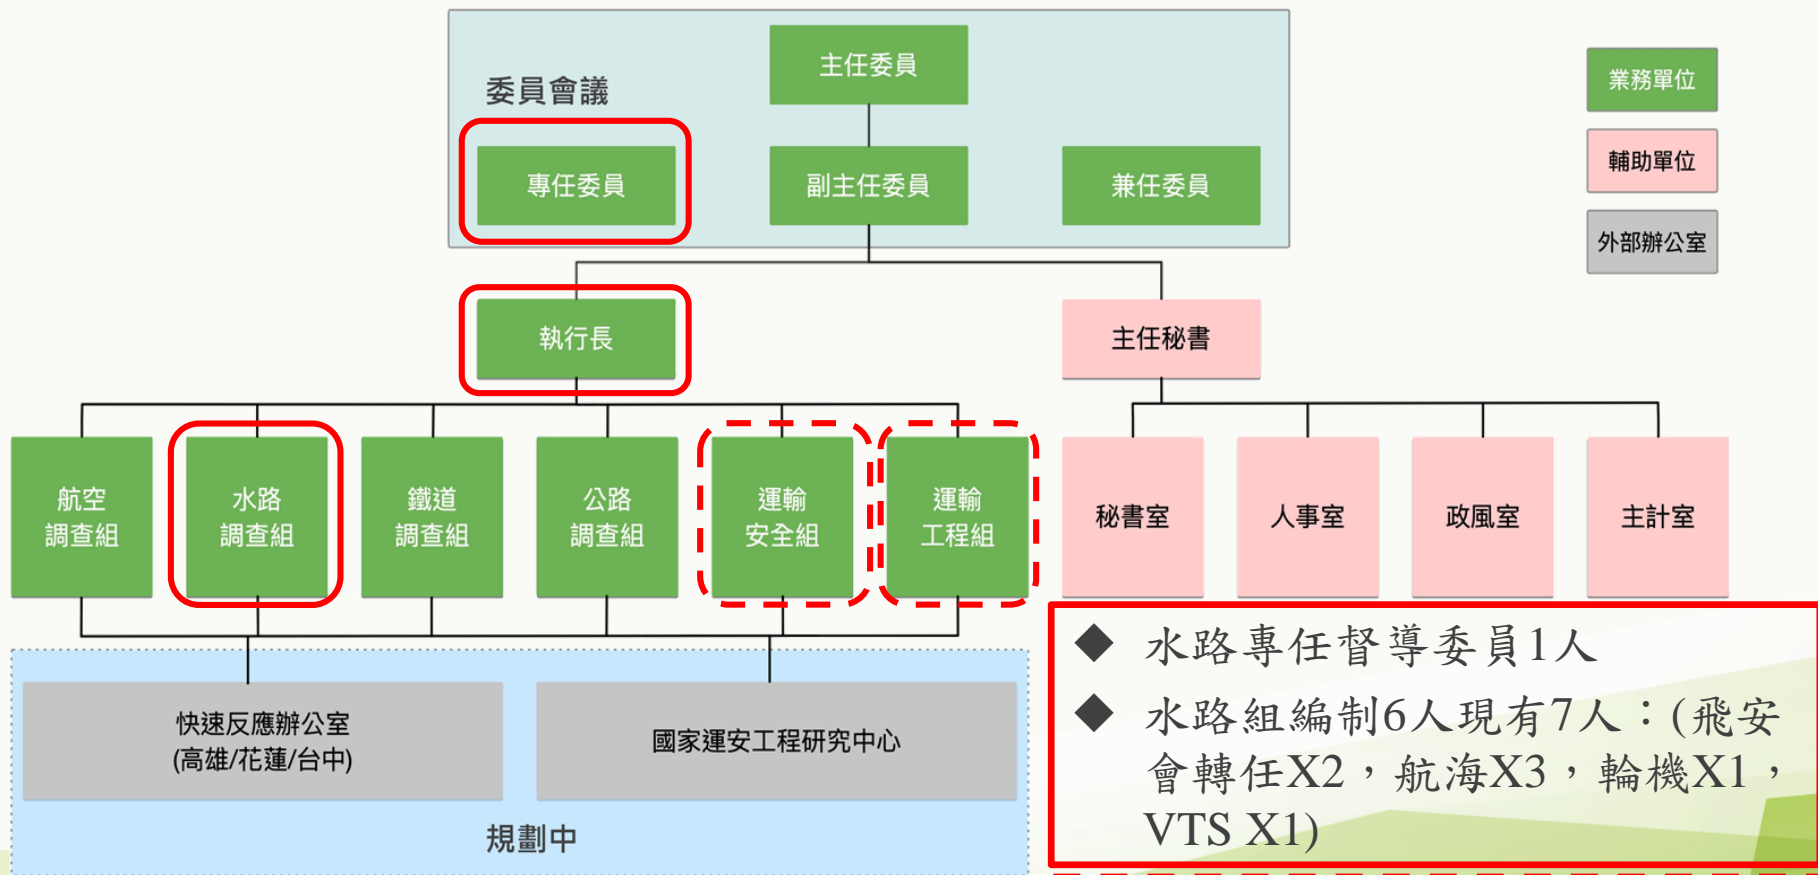 主任委員
委員會議
專任委員
副主任委員
兼任委員
業務單位
輔助單位
外部辦公室
執行長
主任秘書
航空
調查組
水路
調查組
鐵道
調查組
公路
調查組
運輸
安全組
運輸
工程組
秘書室
人事室
政風室
主計室
快速反應辦公室
(高雄/花蓮/台中)
國家運安工程研究中心
規劃中
◆ 水路專任督導委員1人
◆ 水路組編制6人現有7人：(飛安
會轉任X2，航海X3，輪機X1，
VTS X1)